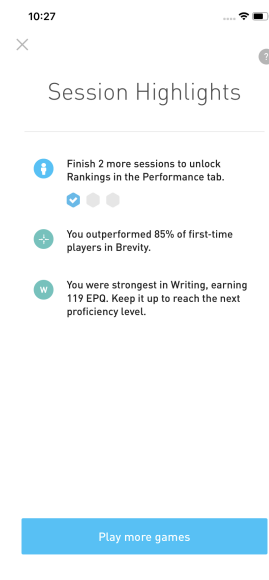 10:27
?
Session Highlights
Finish 2 more sessions to unlock
Rankings in the Performance tab.
You outperformed 85% of first-time
players in Brevity.
W
You were strongest in Writing, earning
119 EPQ. Keep it up to reach the next
proficiency level.
Play more games